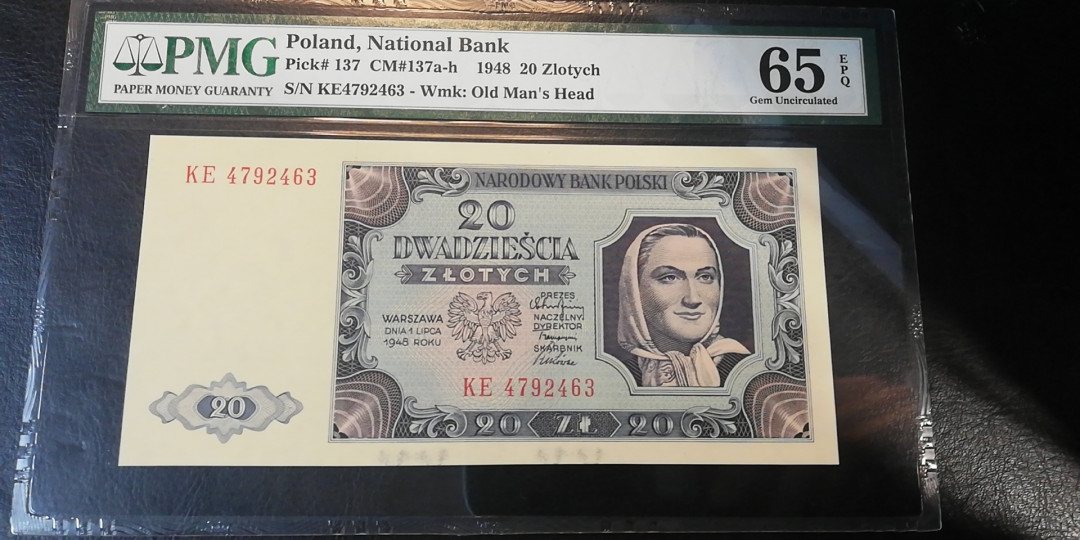 PMG
PAPER MONEY GUARANTY
Poland, National Bank
Pick# 137 CM#137a-h 1948 20 Zlotych
S/N KE4792463 - Wmk: Old Man's Head
65
EPQ
Gem Uncirculated
KE 4792463
NARODOWY BANK POLSKI
20
DWADZIEŚCIA
ZŁOTYCH
WARSZAWA
DNIA 1 LIPCA
1948 ROKU
PREZES
NACZELNY
DYREKTOR
SKARBNIK
KE 4792463
20
20 ZŁ 20